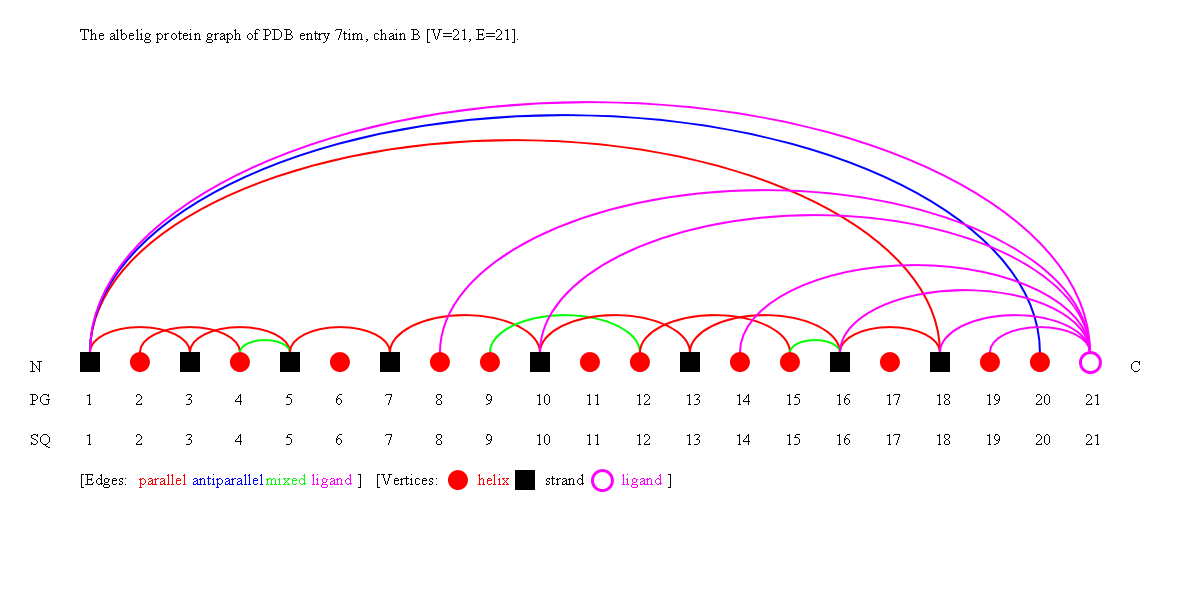 The albelig protein graph of PDB entry 7tim, chain B [V=21, E=21].
N C
PG 1 2 3 4 5 6 7 8 9 10 11 12 13 14 15 16 17 18 19 20 21
SQ 1 2 3 4 5 6 7 8 9 10 11 12 13 14 15 16 17 18 19 20 21
[Edges: parallel antiparallel mixed ligand ] [Vertices: helix strand ligand ]